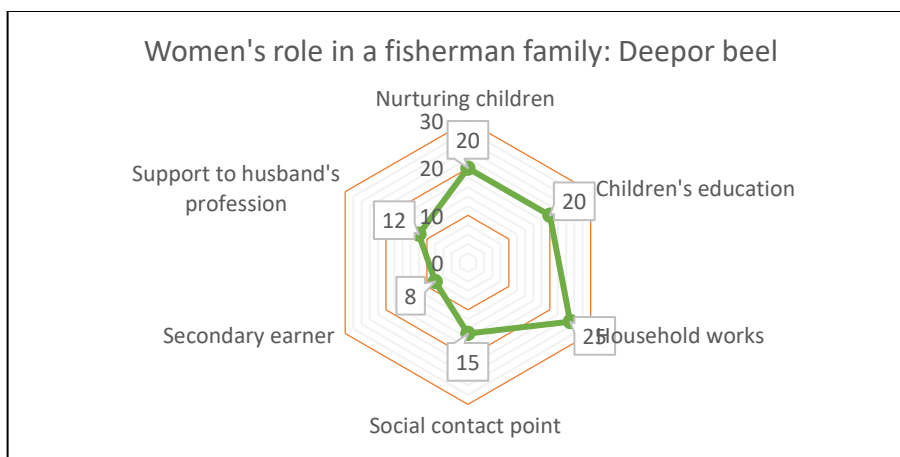 Women's role in a fisherman family: Deepor beel
Nurturing children
30
20
20
Children's education
20
Support to husband's
profession
12
10
0
8
Secondary earner
25
Household works
15
Social contact point